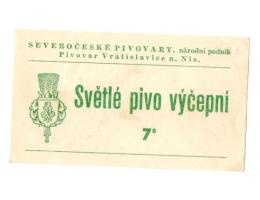 SEVEROČESKÉ PIVOVARY, národní podnik
Pivovar Vratislavice n. Nis.
Světlé pivo výčepní
7°